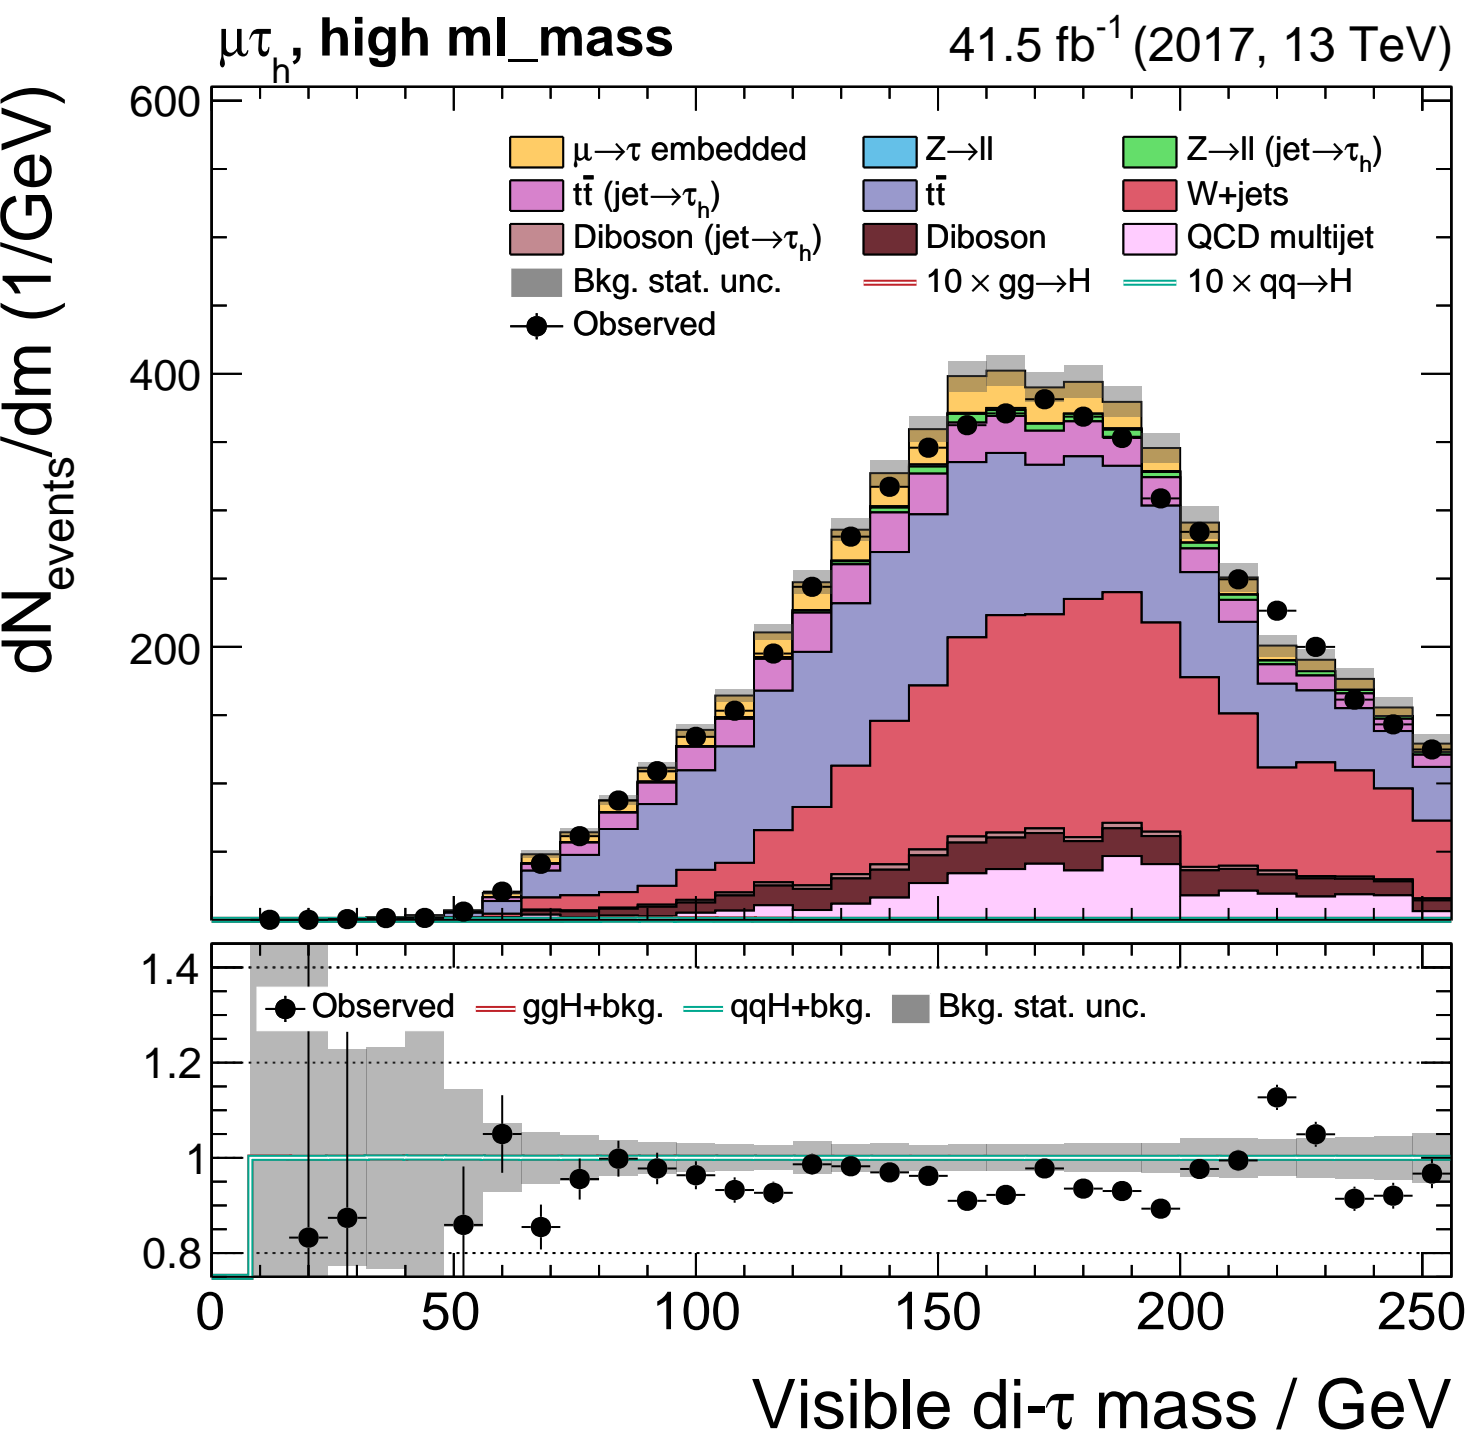 μτh, high ml_mass
41.5 fb-1 (2017, 13 TeV)
dNevents/dm (1/GeV)
600
400
200
μ→τ embedded
Z→ll
Z→ll (jet→τh)
tt̄ (jet→τh)
tt̄
W+jets
Diboson (jet→τh)
Diboson
QCD multijet
Bkg. stat. unc.
10 × gg→H
10 × qq→H
Observed
1.4
1.2
1
0.8
Observed
ggH+bkg.
qqH+bkg.
Bkg. stat. unc.
0
50
100
150
200
250
Visible di-τ mass / GeV